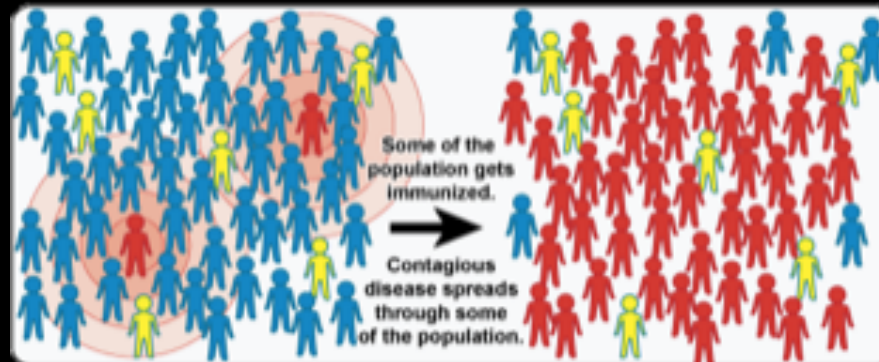 Some of the
population gets
immunized.
Contagious
disease spreads
through some
of the population.